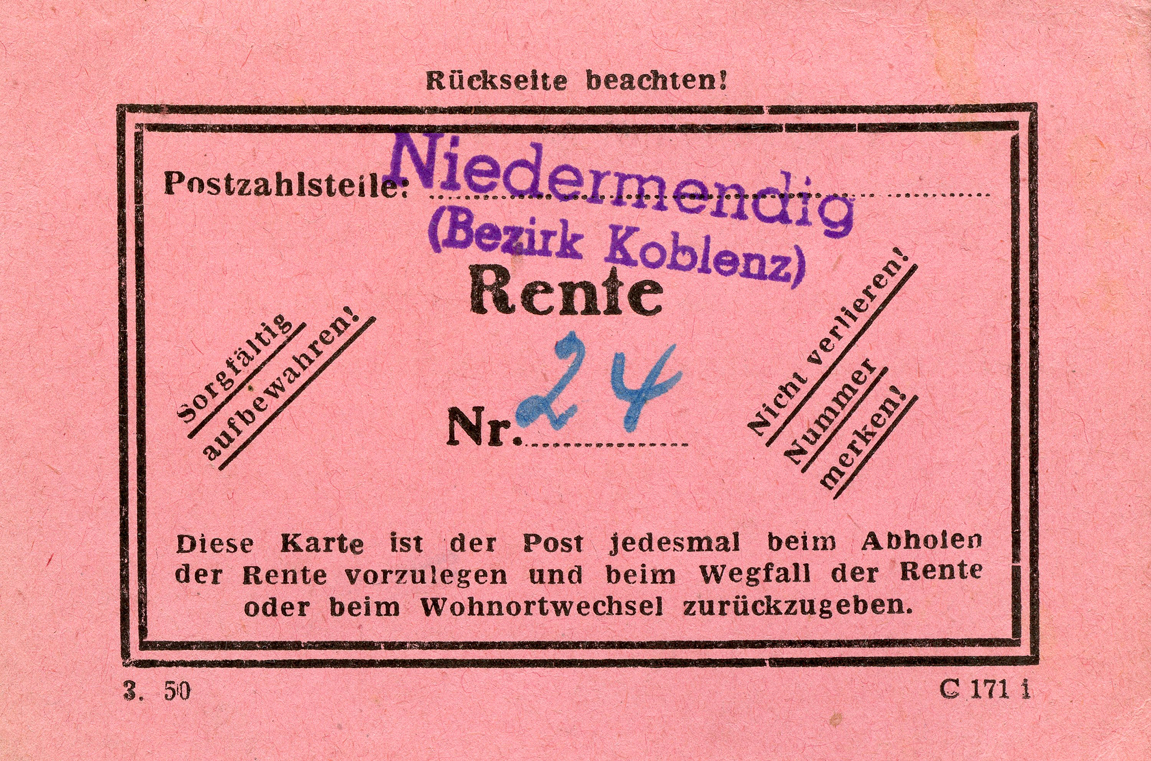 Rückseite beachten!
Postzahlstelle: Niedermendig
(Bezirk Koblenz)
Rente
Sorgfältig
aufbewahren!
Nr. 24
Nicht verlieren!
Nummer
merken!
Diese Karte ist der Post jedesmal beim Abholen
der Rente vorzulegen und beim Wegfall der Rente
oder beim Wohnortwechsel zurückzugeben.
3. 50
C 171 i